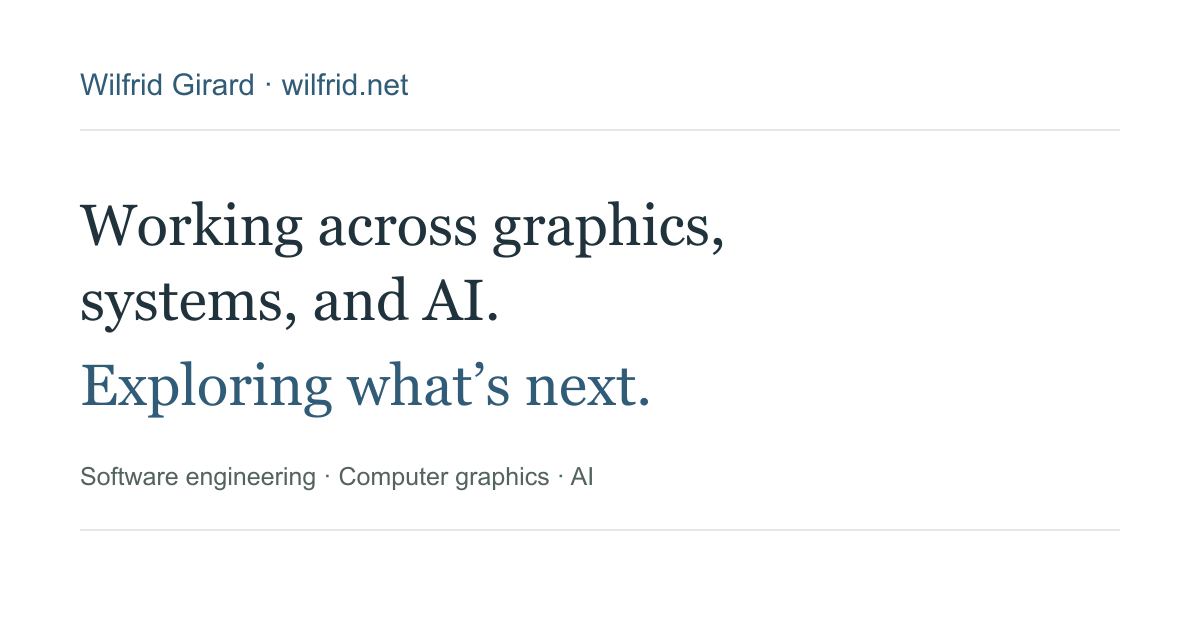 Wilfrid Girard · wilfrid.net
Working across graphics,
systems, and AI.
Exploring what’s next.
Software engineering · Computer graphics · AI